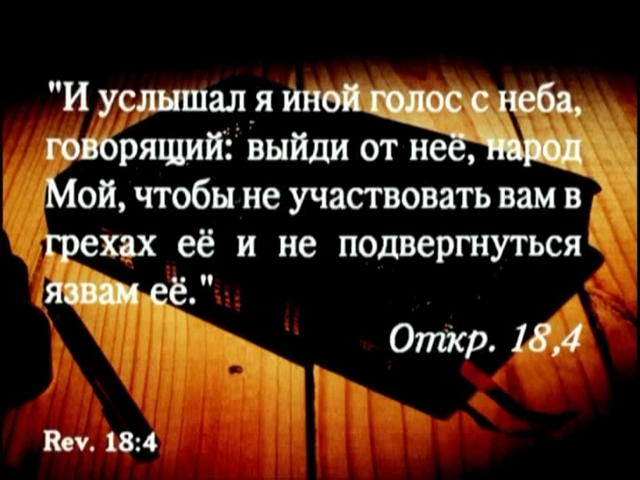 "И услышал я иной голос с неба,
говорящий: выйди от неё, народ
Мой, чтобы не участвовать вам в
грехах её и не подвергнуться
язвам её."
Откр. 18,4
Rev. 18:4